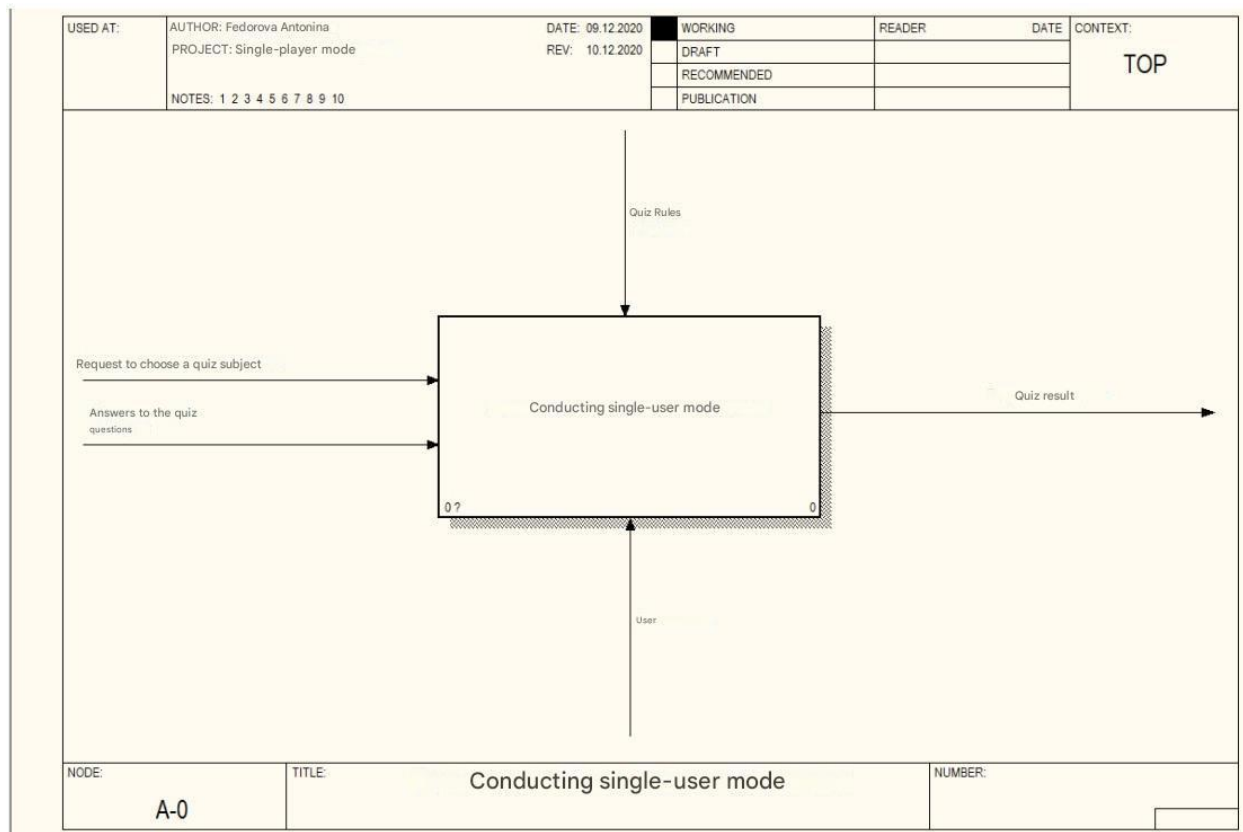 USED AT:
AUTHOR: Fedorova Antonina
DATE: 09.12.2020
WORKING
READER
DATE
CONTEXT:
PROJECT: Single-player mode
REV: 10.12.2020
DRAFT
TOP
RECOMMENDED
NOTES: 1 2 3 4 5 6 7 8 9 10
PUBLICATION
Quiz Rules
Request to choose a quiz subject
Answers to the quiz
questions
Conducting single-user mode
Quiz result
0 ?
0
User
NODE:
TITLE:
Conducting single-user mode
NUMBER:
A-0